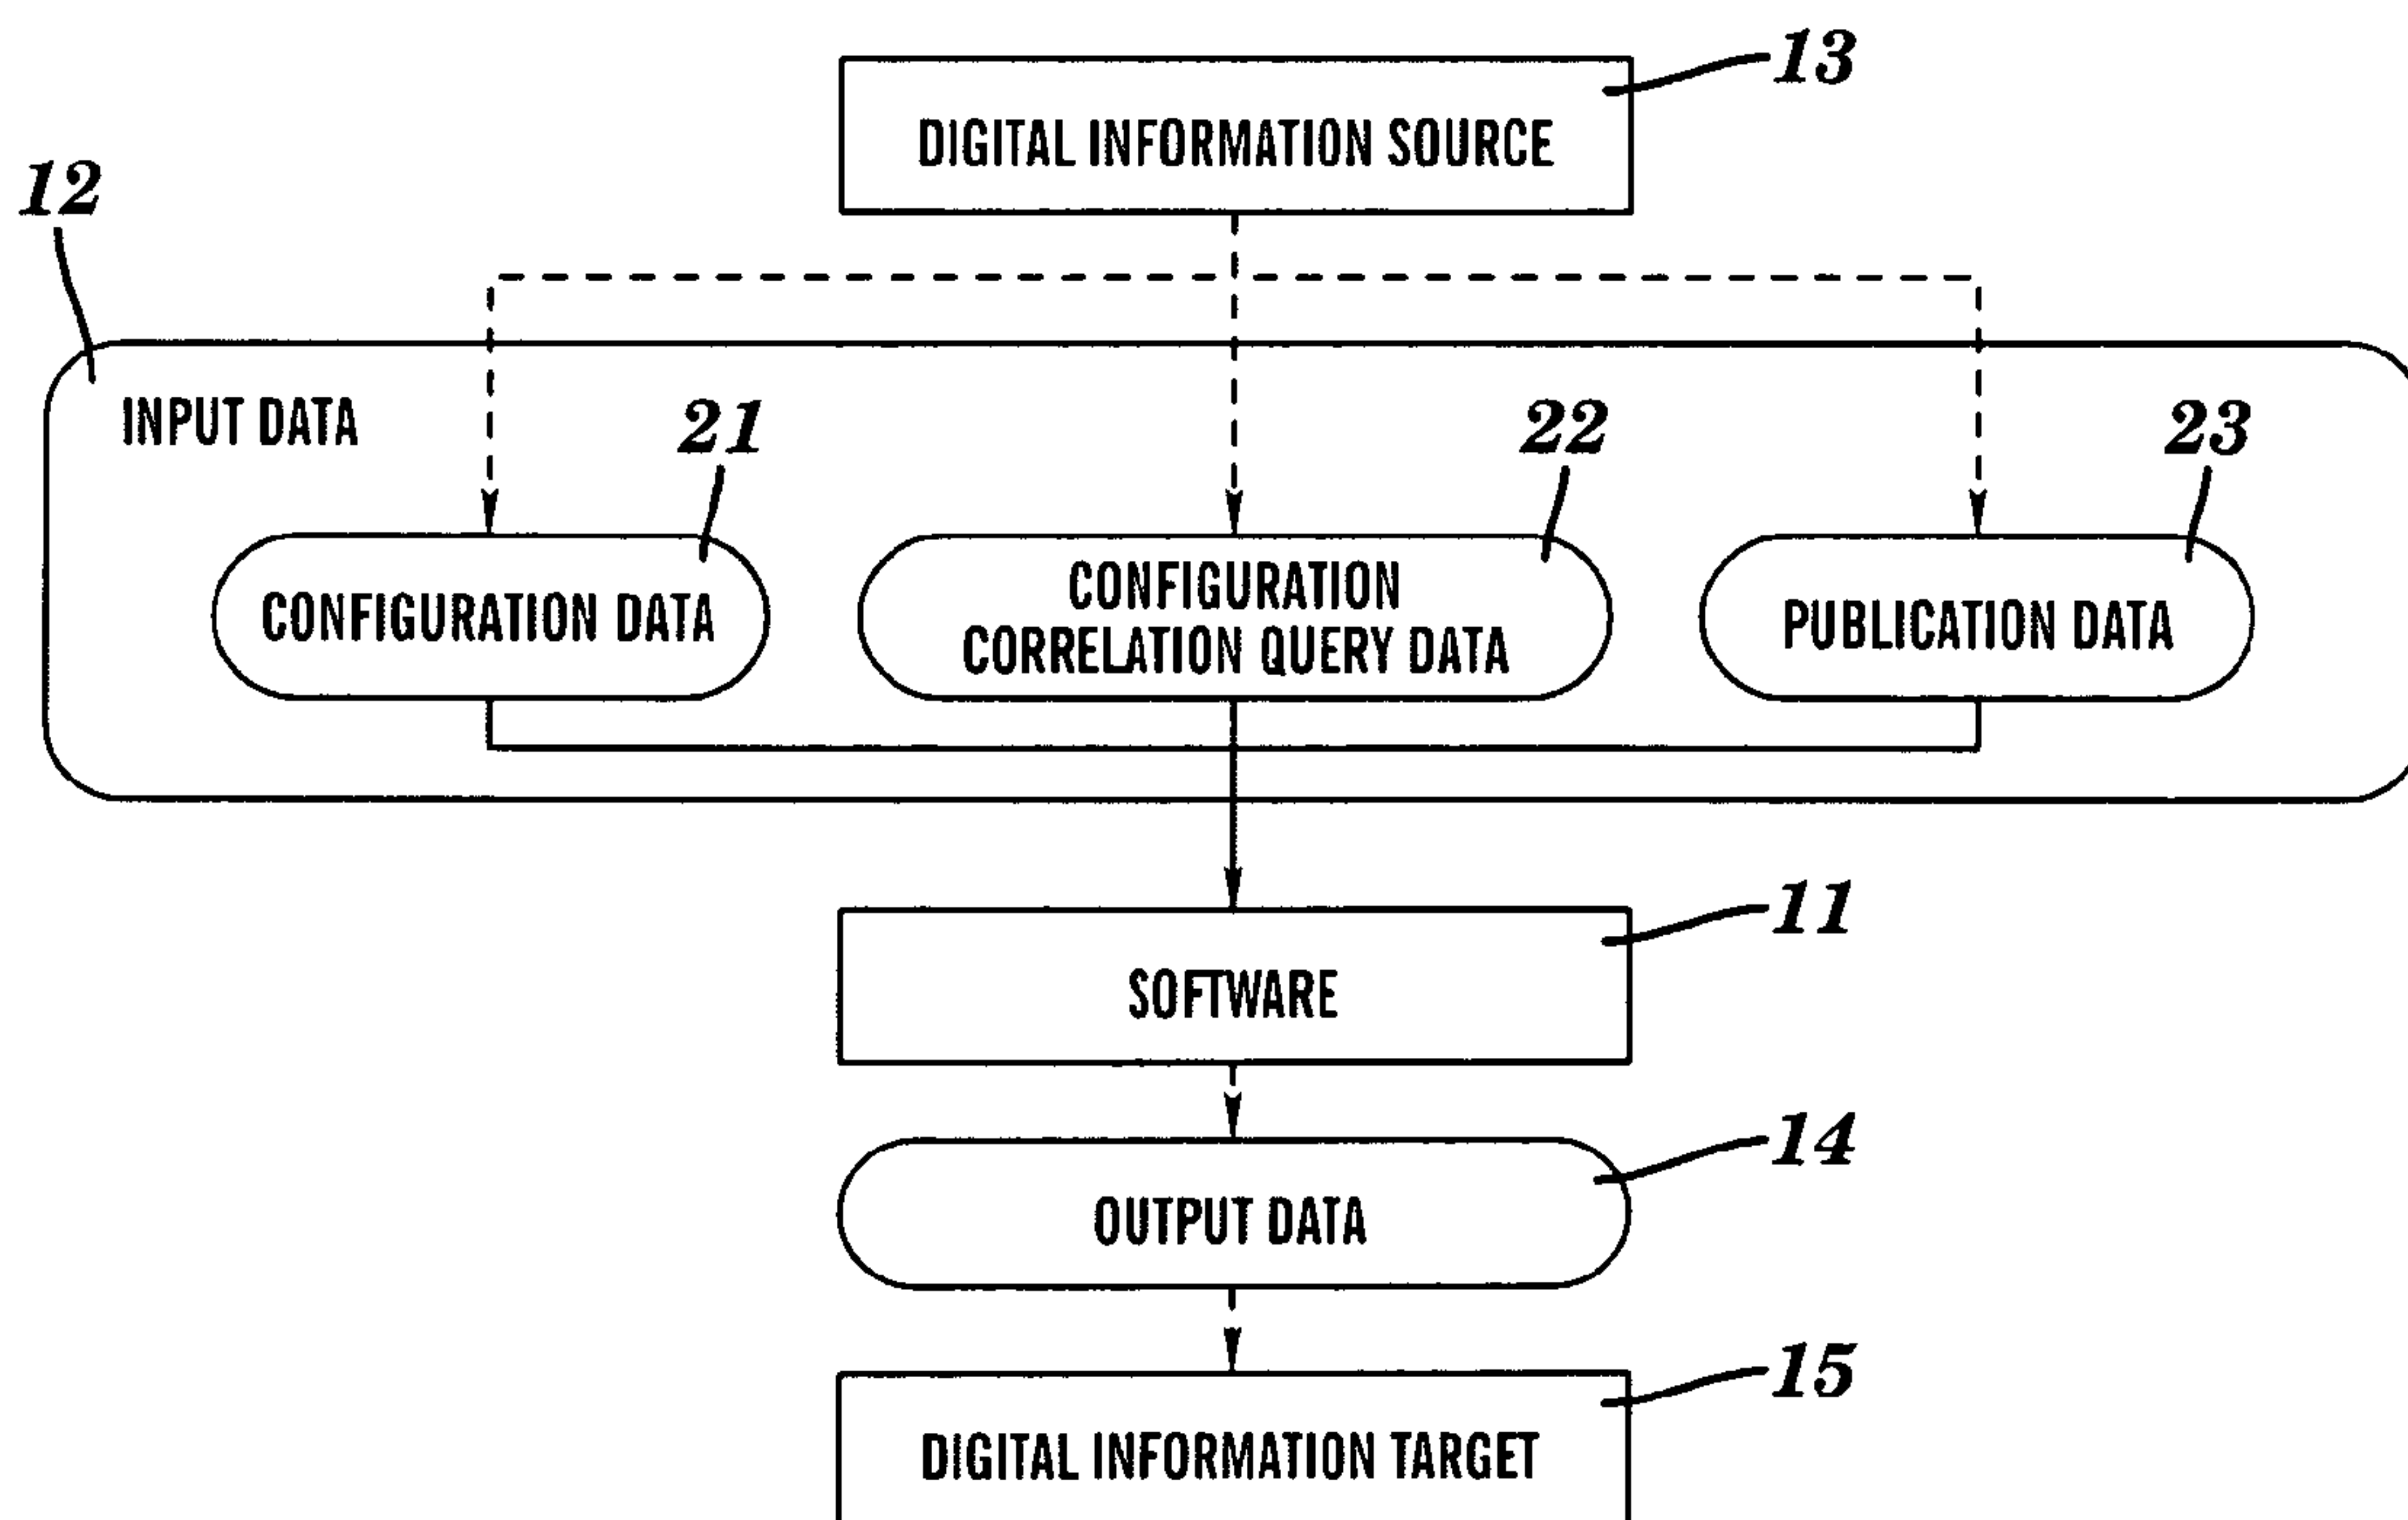 13
DIGITAL INFORMATION SOURCE
12
INPUT DATA
21
22
23
CONFIGURATION DATA
CONFIGURATION
CORRELATION QUERY DATA
PUBLICATION DATA
11
SOFTWARE
14
OUTPUT DATA
15
DIGITAL INFORMATION TARGET